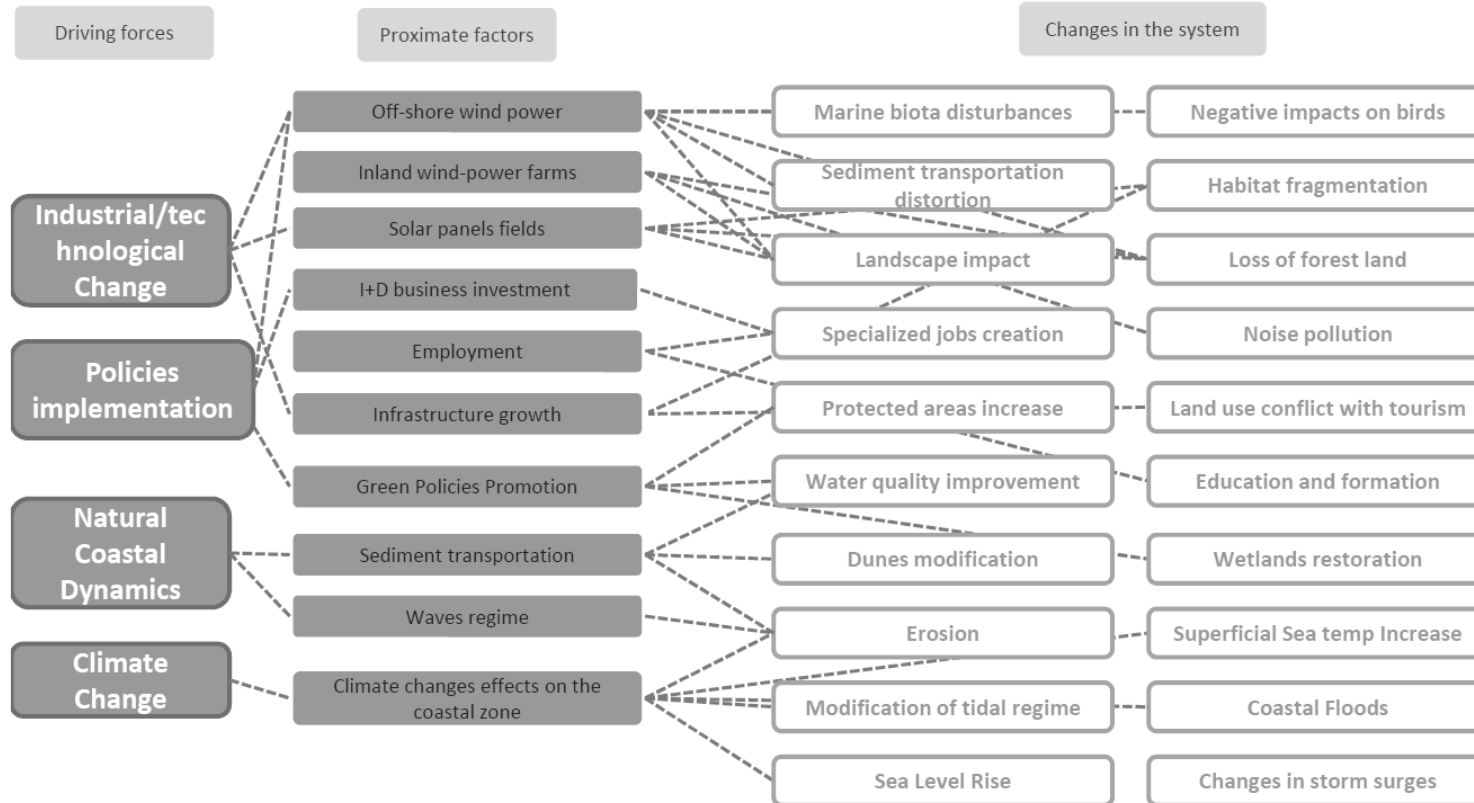 Driving forces
Proximate factors
Changes in the system
Industrial/tec
hnological
Change
Policies
implementation
Natural
Coastal
Dynamics
Climate
Change
Off-shore wind power
Inland wind-power farms
Solar panels fields
I+D business investment
Employment
Infrastructure growth
Green Policies Promotion
Sediment transportation
Waves regime
Climate changes effects on the
coastal zone
Marine biota disturbances
Sediment transportation
distortion
Landscape impact
Specialized jobs creation
Protected areas increase
Water quality improvement
Dunes modification
Erosion
Modification of tidal regime
Sea Level Rise
Negative impacts on birds
Habitat fragmentation
Loss of forest land
Noise pollution
Land use conflict with tourism
Education and formation
Wetlands restoration
Superficial Sea temp Increase
Coastal Floods
Changes in storm surges